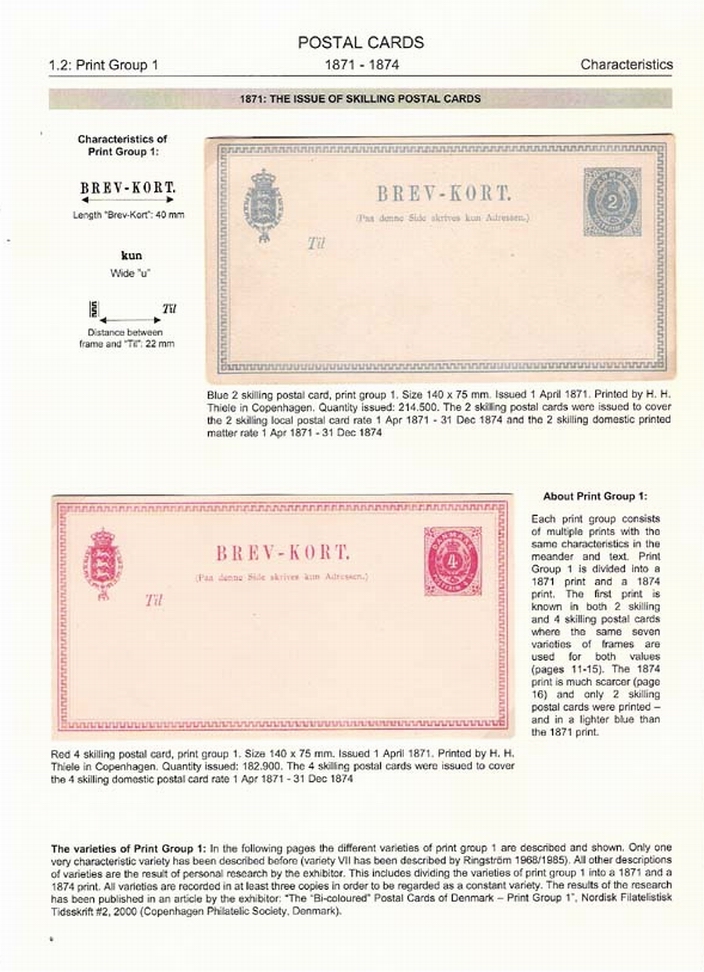 POSTAL CARDS
1.2: Print Group 1
1871 - 1874
Characteristics
1871: THE ISSUE OF SKILLING POSTAL CARDS
Characteristics of
Print Group 1:
BREV-KORT.
Length "Brev-Kort": 40 mm
kun
Wide "u"
Til
Distance between
frame and "Til": 22 mm
BREV-KORT.
(Paa denne Side skrives kun Adressen.)
Til
DANMARK
2
Blue 2 skilling postal card, print group 1. Size 140 x 75 mm. Issued 1 April 1871. Printed by H. H.
Thiele in Copenhagen. Quantity issued: 214.500. The 2 skilling postal cards were issued to cover
the 2 skilling local postal card rate 1 Apr 1871 - 31 Dec 1874 and the 2 skilling domestic printed
matter rate 1 Apr 1871 - 31 Dec 1874
BREV-KORT.
(Paa denne Side skrives kun Adressen.)
Til
DANMARK
4
About Print Group 1:
Each print group consists
of multiple prints with the
same characteristics in the
meander and text. Print
Group 1 is divided into a
1871 print and a 1874
print. The first print is
known in both 2 skilling
and 4 skilling postal cards
where the same seven
varieties of frames are
used for both values
(pages 11-15). The 1874
print is much scarcer (page
16) and only 2 skilling
postal cards were printed –
and in a lighter blue than
the 1871 print.
Red 4 skilling postal card, print group 1. Size 140 x 75 mm. Issued 1 April 1871. Printed by H. H.
Thiele in Copenhagen. Quantity issued: 182.900. The 4 skilling postal cards were issued to cover
the 4 skilling domestic postal card rate 1 Apr 1871 - 31 Dec 1874
The varieties of Print Group 1: In the following pages the different varieties of print group 1 are described and shown. Only one
very characteristic variety has been described before (variety VII has been described by Ringström 1968/1985). All other descriptions
of varieties are the result of personal research by the exhibitor. This includes dividing the varieties of print group 1 into a 1871 and a
1874 print. All varieties are recorded in at least three copies in order to be regarded as a constant variety. The results of the research
has been published in an article by the exhibitor: "The "Bi-coloured" Postal Cards of Denmark – Print Group 1", Nordisk Filatelistisk
Tidsskrift #2, 2000 (Copenhagen Philatelic Society, Denmark).